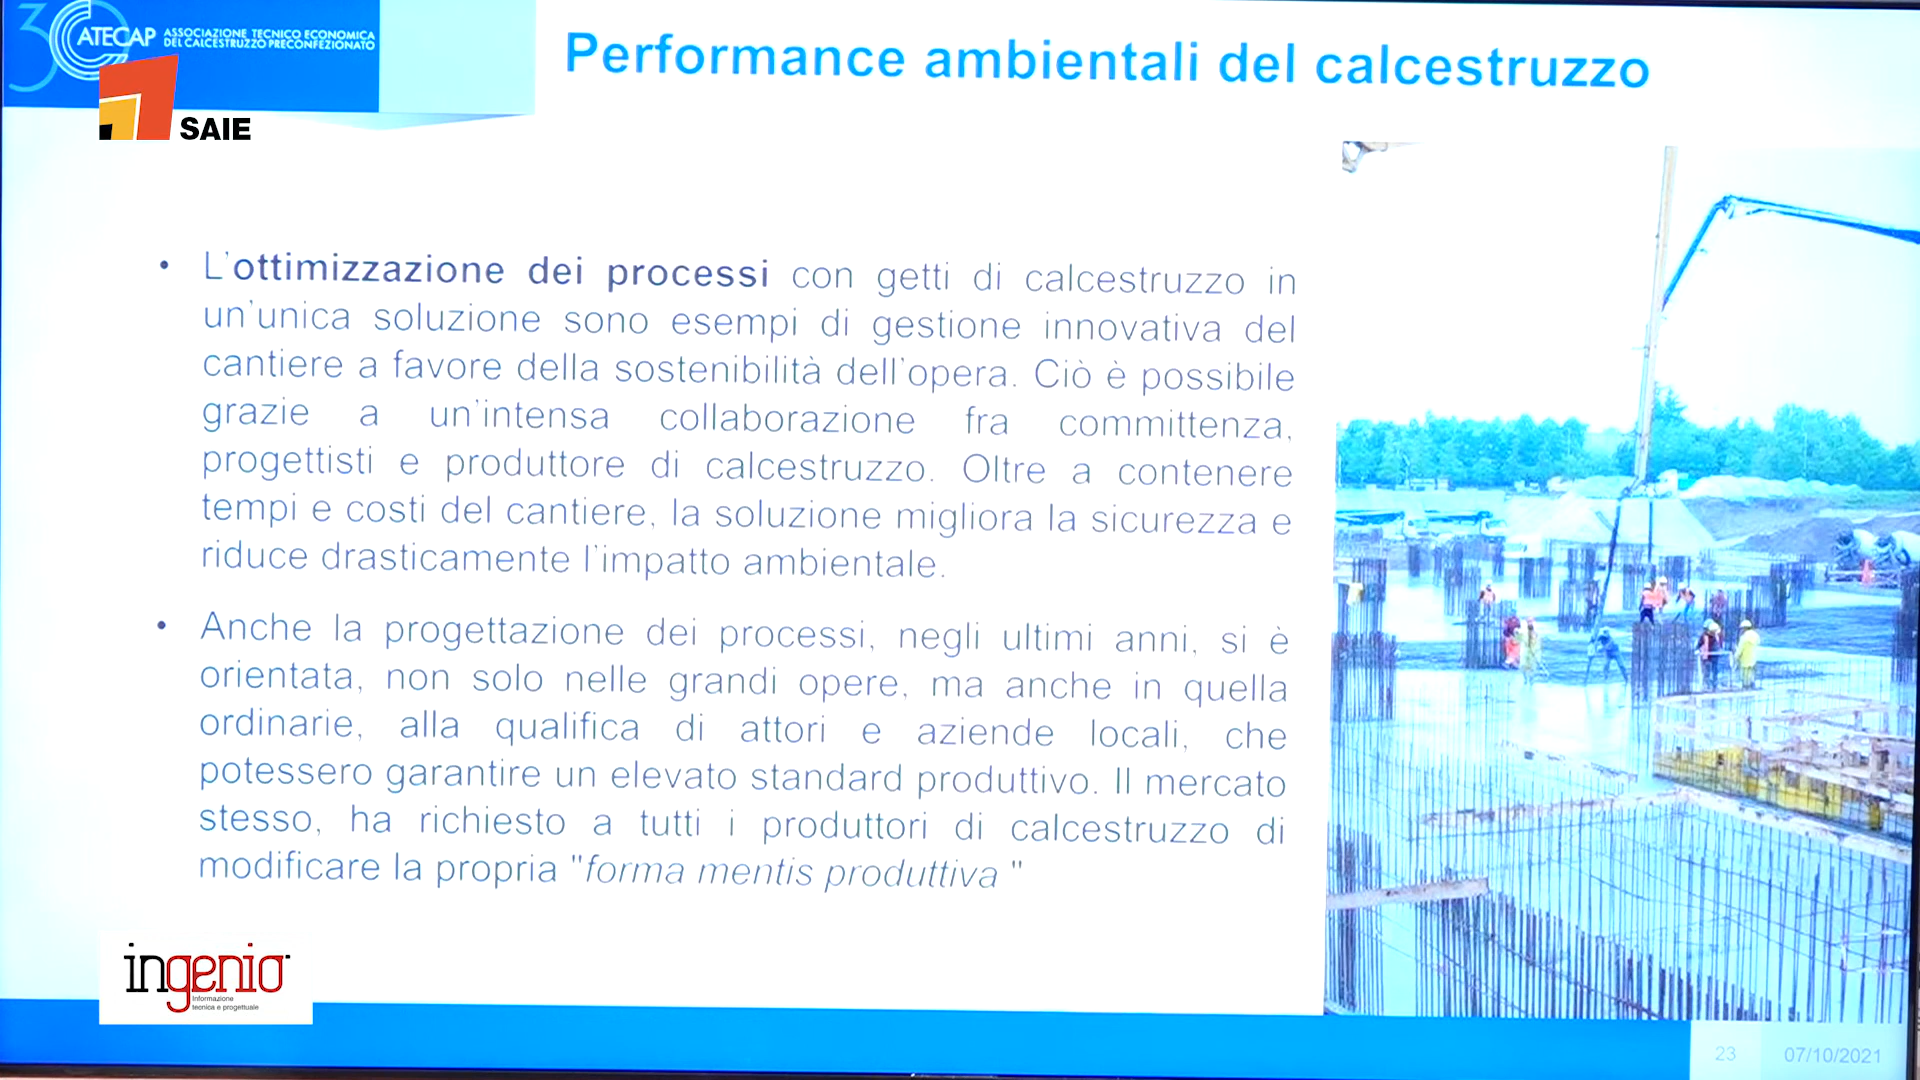 30 ATECAP ASSOCIAZIONE TECNICO ECONOMICA
DEL CALCESTRUZZO PRECONFEZIONATO
SAIE
Performance ambientali del calcestruzzo
• L'ottimizzazione dei processi con getti di calcestruzzo in
un'unica soluzione sono esempi di gestione innovativa del
cantiere a favore della sostenibilità dell'opera. Ciò è possibile
grazie a un'intensa collaborazione fra committenza,
progettisti e produttore di calcestruzzo. Oltre a contenere
tempi e costi del cantiere, la soluzione migliora la sicurezza e
riduce drasticamente l'impatto ambientale.
• Anche la progettazione dei processi, negli ultimi anni, si è
orientata, non solo nelle grandi opere, ma anche in quella
ordinarie, alla qualifica di attori e aziende locali, che
potessero garantire un elevato standard produttivo. Il mercato
stesso, ha richiesto a tutti i produttori di calcestruzzo di
modificare la propria "forma mentis produttiva "
ingenio
Informazione
tecnica e progettuale
23 07/10/2021